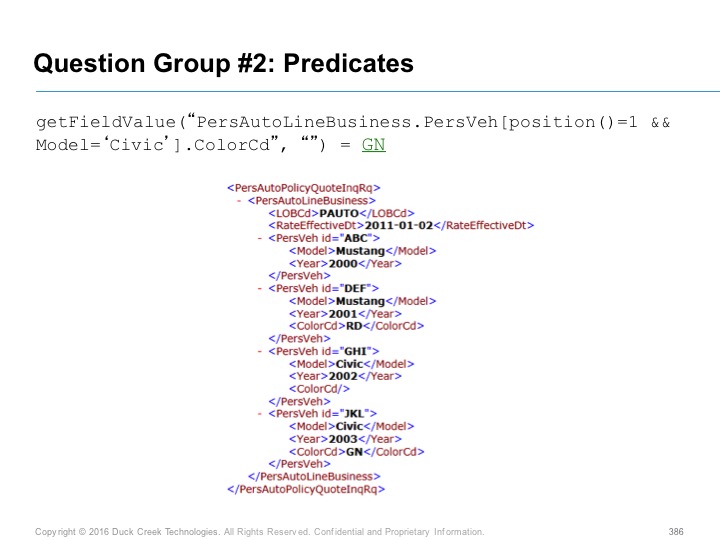 Question Group #2: Predicates
getFieldValue(“PersAutoLineBusiness.PersVeh[position()=1 &&
Model=‘Civic’].ColorCd”, “”) = GN
<PersAutoPolicyQuoteInqRq>
- <PersAutoLineBusiness>
<LOBCd>PAUTO</LOBCd>
<RateEffectiveDt>2011-01-02</RateEffectiveDt>
- <PersVeh id="ABC">
<Model>Mustang</Model>
<Year>2000</Year>
</PersVeh>
- <PersVeh id="DEF">
<Model>Mustang</Model>
<Year>2001</Year>
<ColorCd>RD</ColorCd>
</PersVeh>
- <PersVeh id="GHI">
<Model>Civic</Model>
<Year>2002</Year>
<ColorCd/>
</PersVeh>
- <PersVeh id="JKL">
<Model>Civic</Model>
<Year>2003</Year>
<ColorCd>GN</ColorCd>
</PersVeh>
</PersAutoLineBusiness>
</PersAutoPolicyQuoteInqRq>
Copyright © 2016 Duck Creek Technologies. All Rights Reserved. Confidential and Proprietary Information. 386